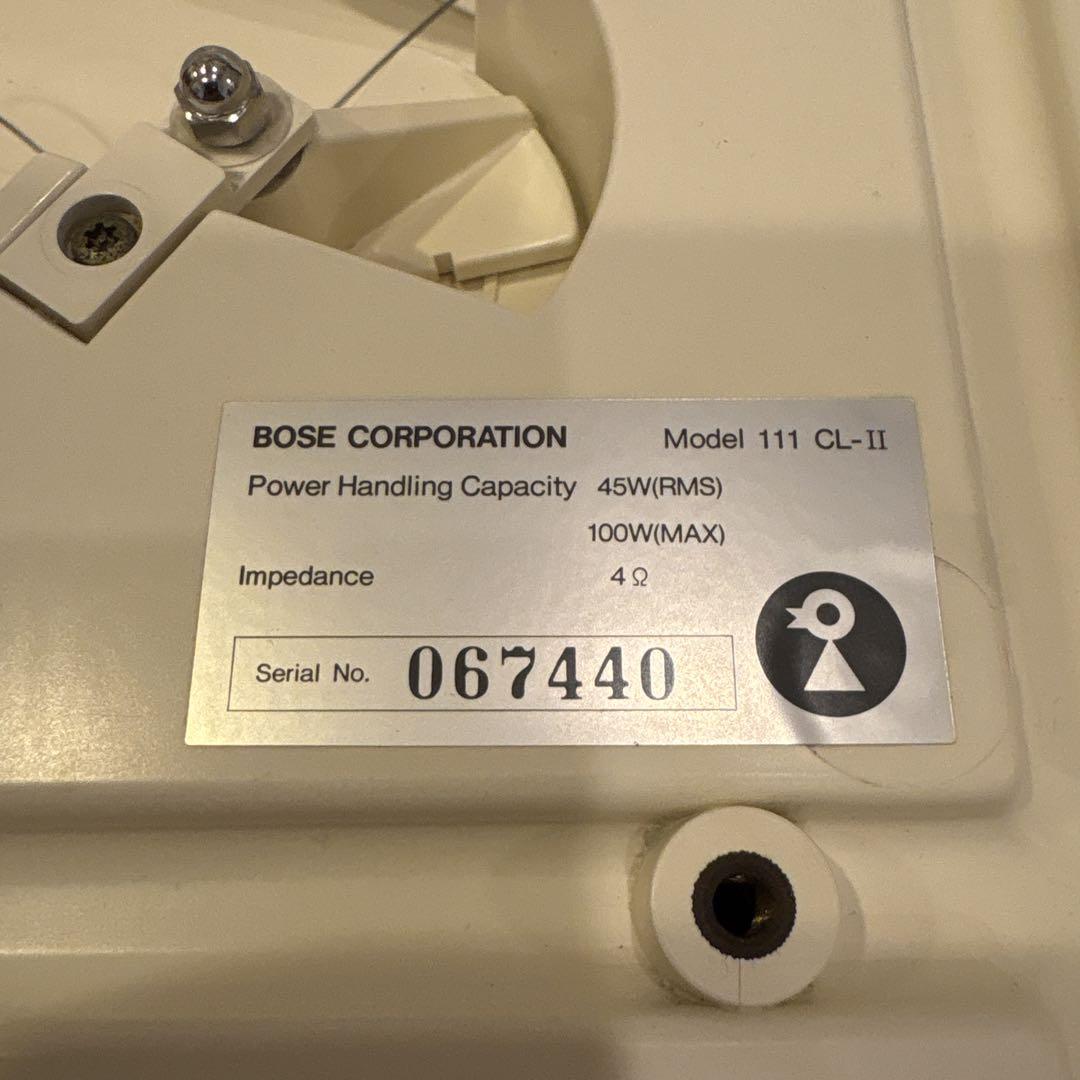 BOSE CORPORATION Model 111 CL-II
Power Handling Capacity 45W(RMS)
100W(MAX)
Impedance 4Ω
Serial No. 067440